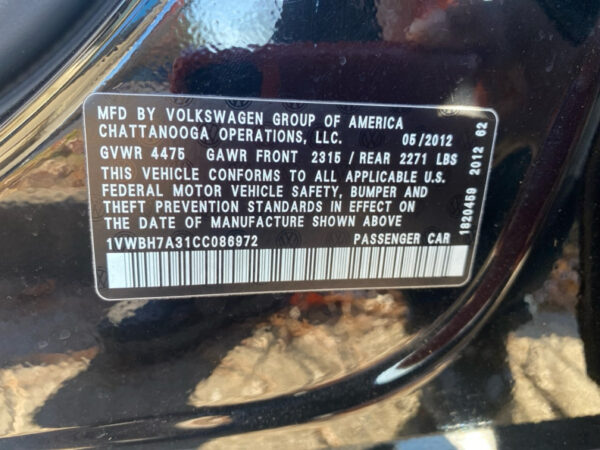 MFD BY VOLKSWAGEN GROUP OF AMERICA
CHATTANOOGA OPERATIONS, LLC. 05/2012
GVWR 4475 GAWR FRONT 2315 / REAR 2271 LBS
THIS VEHICLE CONFORMS TO ALL APPLICABLE U.S.
FEDERAL MOTOR VEHICLE SAFETY, BUMPER AND
THEFT PREVENTION STANDARDS IN EFFECT ON
THE DATE OF MANUFACTURE SHOWN ABOVE
1VWBH7A31CC086972 PASSENGER CAR
1820459 2012 62